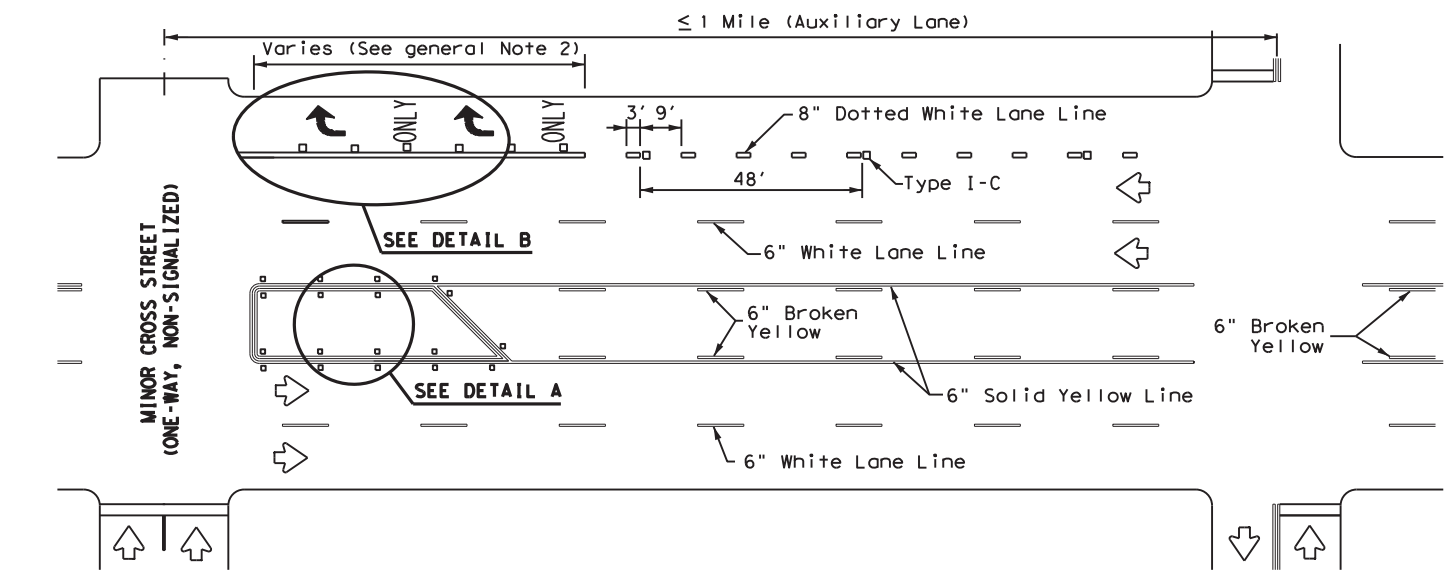 ≤ 1 Mile (Auxiliary Lane)
Varies (See general Note 2)
ONLY
ONLY
3' 9'
8" Dotted White Lane Line
48'
Type I-C
SEE DETAIL B
6" White Lane Line
MINOR CROSS STREET
(ONE-WAY, NON-SIGNALIZED)
6" Broken
Yellow
6" Broken
Yellow
SEE DETAIL A
6" Solid Yellow Line
6" White Lane Line